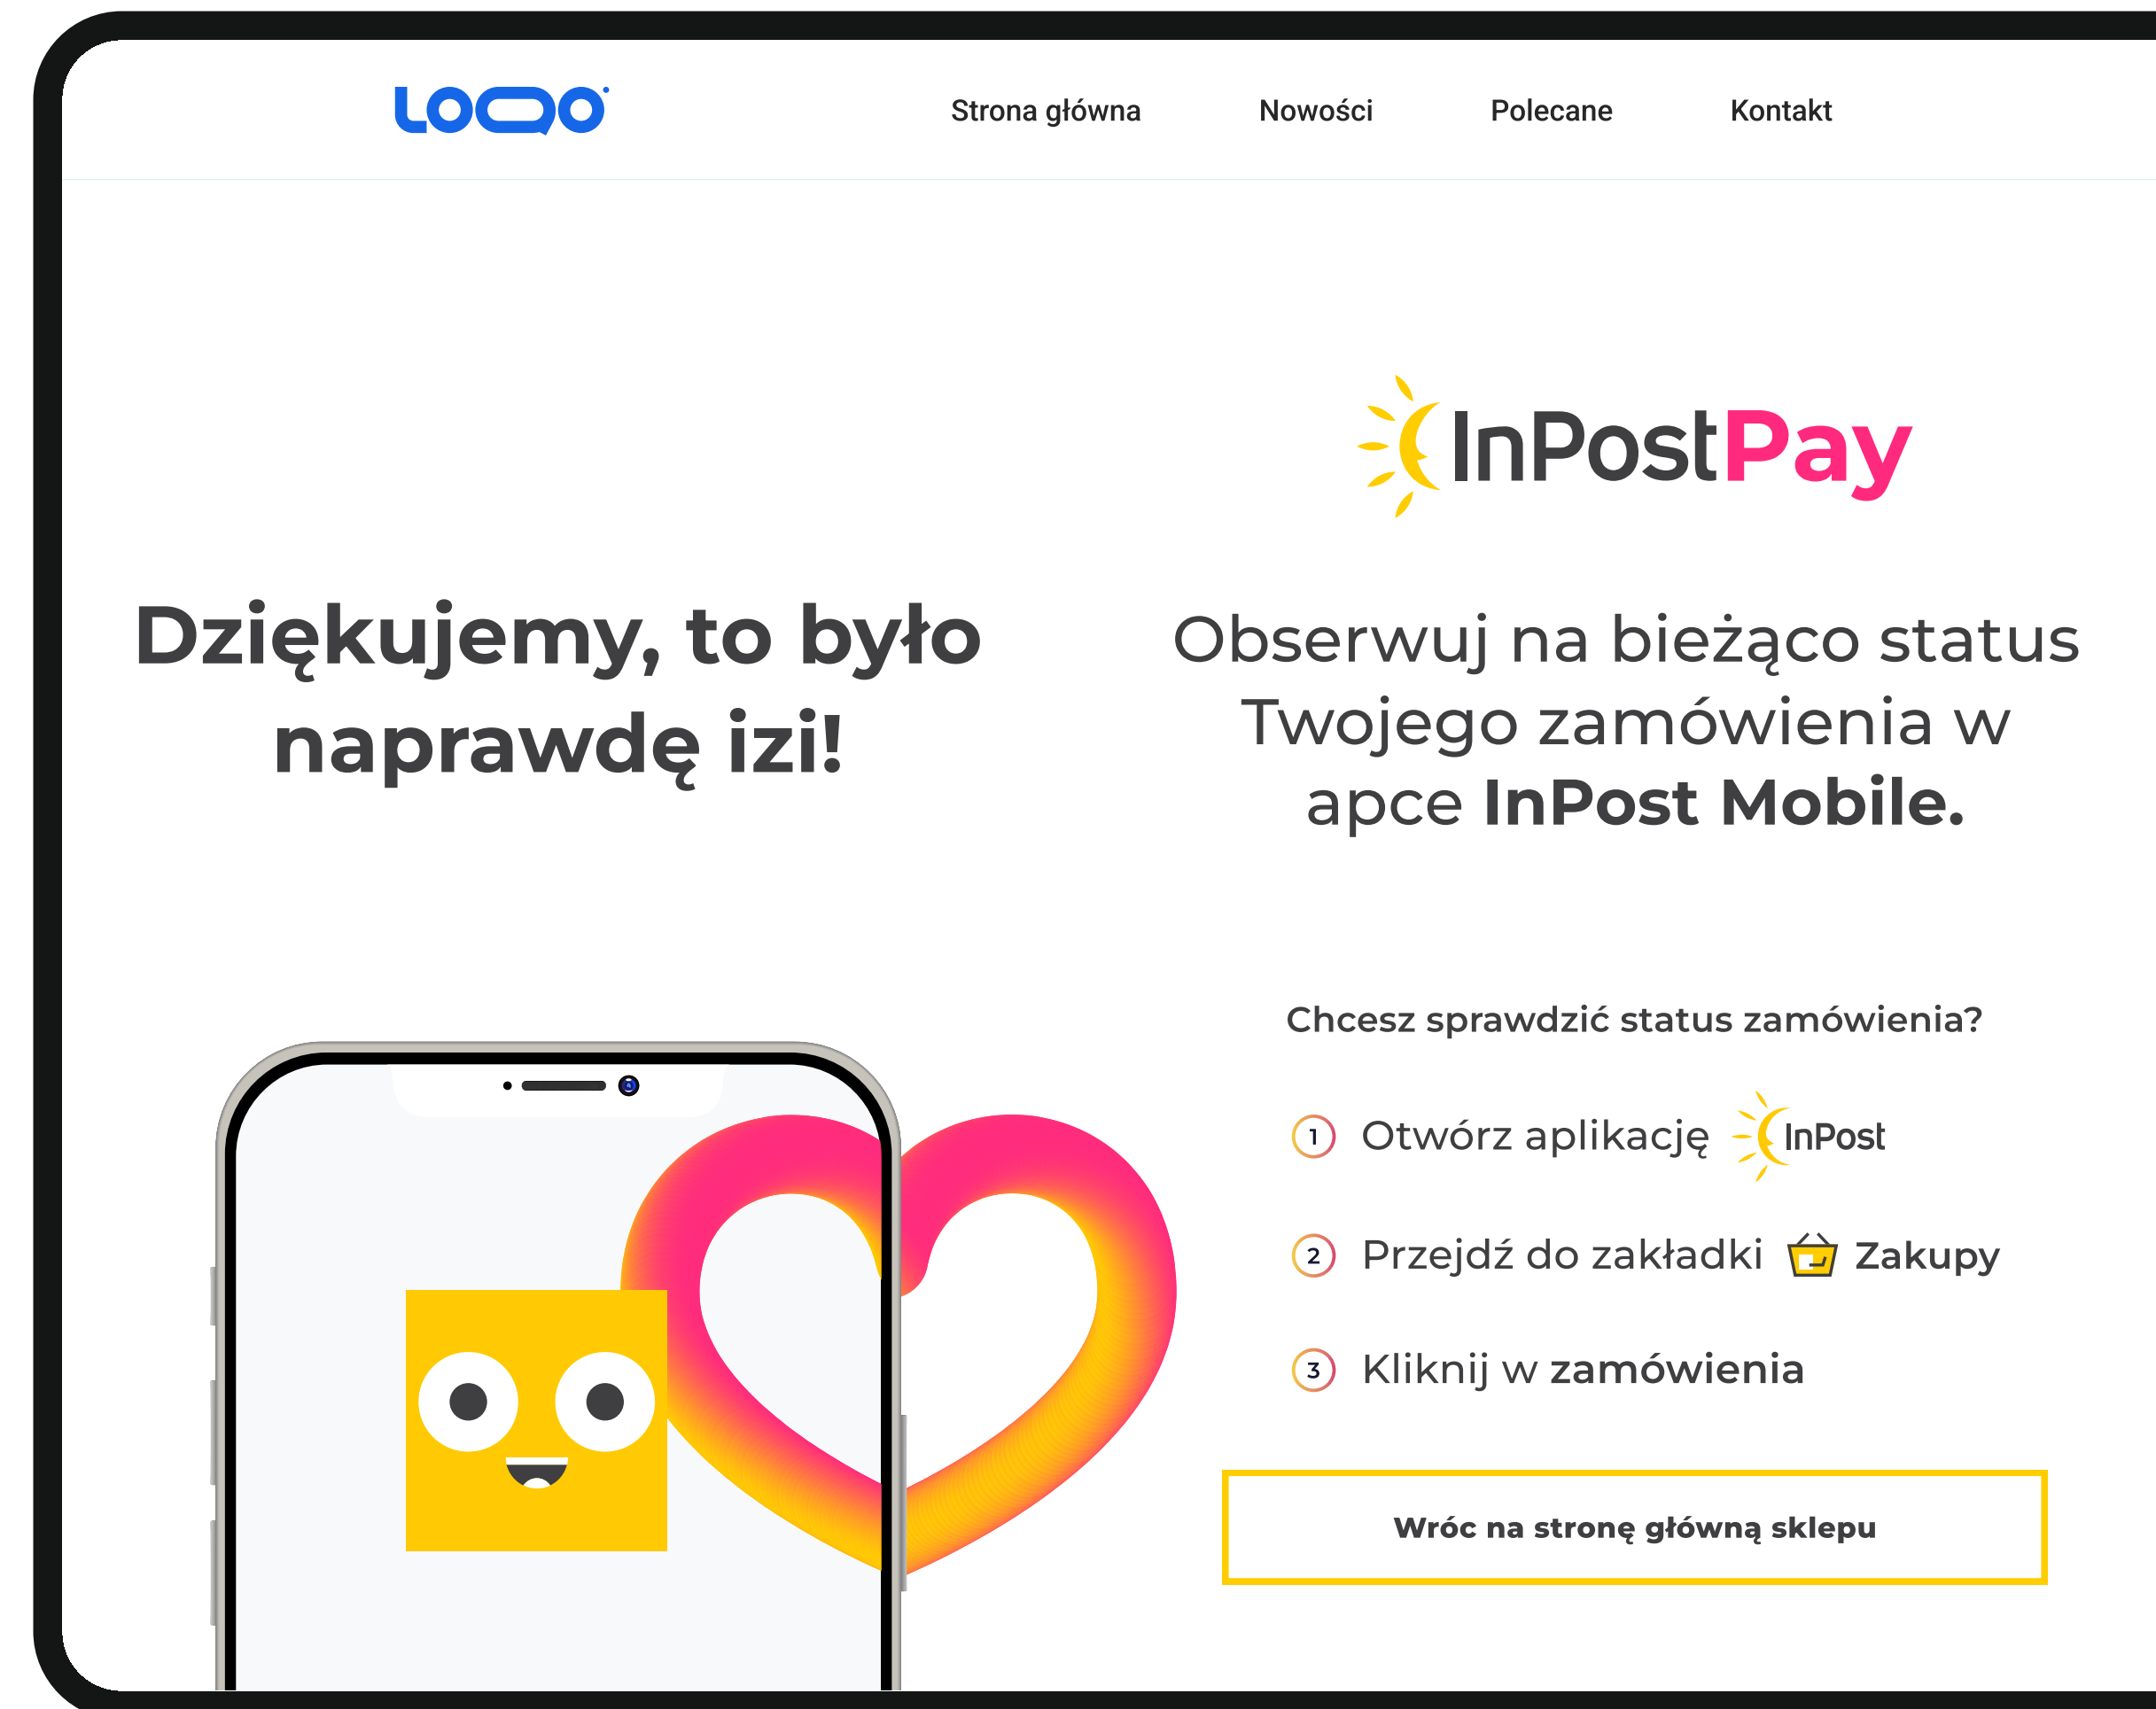 LOQO
Strona główna Nowości Polecane Kontakt
Dziękujemy, to było
naprawdę izi!
InPostPay
Obserwuj na bieżąco status
Twojego zamówienia w
apce InPost Mobile.
Chcesz sprawdzić status zamówienia?
1 Otwórz aplikację InPost
2 Przejdź do zakładki Zakupy
3 Kliknij w zamówienia
Wróc na stronę główną sklepu